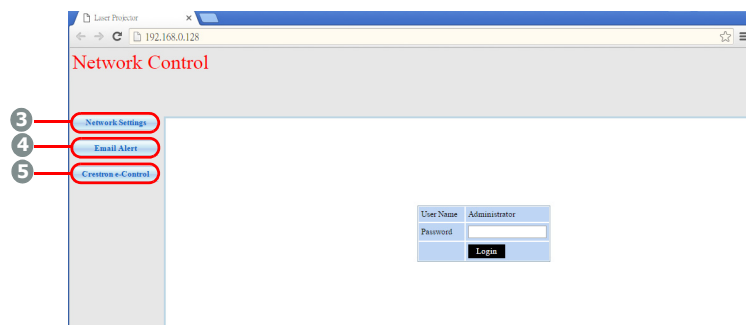 Laser Projector
192.168.0.128
Network Control
3 Network Settings
4 Email Alert
5 Crestron e-Control
User Name Administrator
Password
Login